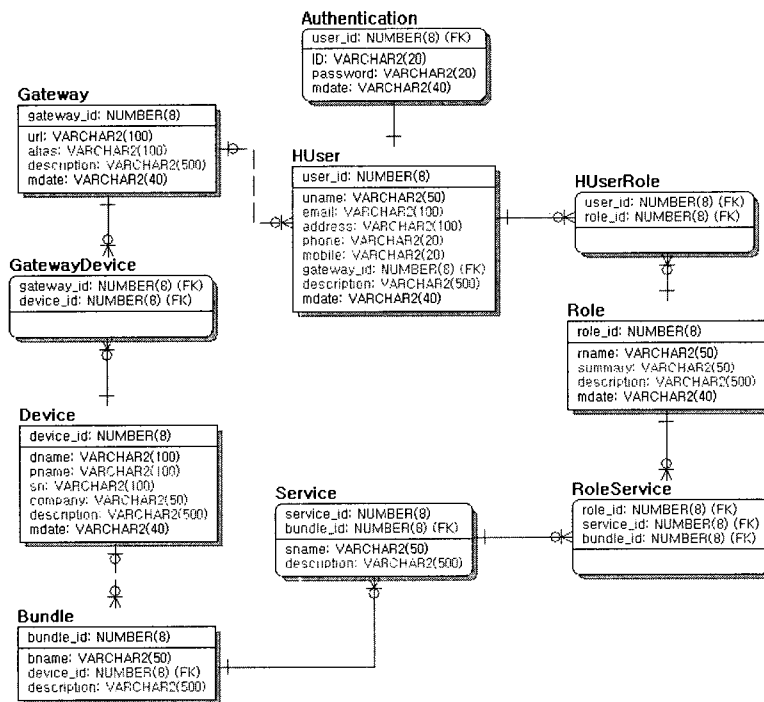 Authentication
user_id: NUMBER(8) (FK)
ID: VARCHAR2(20)
password: VARCHAR2(20)
mdate: VARCHAR2(40)
Gateway
gateway_id: NUMBER(8)
url: VARCHAR2(100)
alias: VARCHAR2(100)
description: VARCHAR2(500)
mdate: VARCHAR2(40)
HUser
user_id: NUMBER(8)
uname: VARCHAR2(50)
email: VARCHAR2(100)
address: VARCHAR2(100)
phone: VARCHAR2(20)
mobile: VARCHAR2(20)
gateway_id: NUMBER(8) (FK)
description: VARCHAR2(500)
mdate: VARCHAR2(40)
HUserRole
user_id: NUMBER(8) (FK)
role_id: NUMBER(8) (FK)
GatewayDevice
gateway_id: NUMBER(8) (FK)
device_id: NUMBER(8) (FK)
Role
role_id: NUMBER(8)
rname: VARCHAR2(50)
summary: VARCHAR2(50)
description: VARCHAR2(500)
mdate: VARCHAR2(40)
Device
device_id: NUMBER(8)
dname: VARCHAR2(100)
pname: VARCHAR2(100)
sn: VARCHAR2(100)
company: VARCHAR2(50)
description: VARCHAR2(500)
mdate: VARCHAR2(40)
Service
service_id: NUMBER(8)
bundle_id: NUMBER(8) (FK)
sname: VARCHAR2(50)
description: VARCHAR2(500)
RoleService
role_id: NUMBER(8) (FK)
service_id: NUMBER(8) (FK)
bundle_id: NUMBER(8) (FK)
Bundle
bundle_id: NUMBER(8)
bname: VARCHAR2(50)
device_id: NUMBER(8) (FK)
description: VARCHAR2(500)